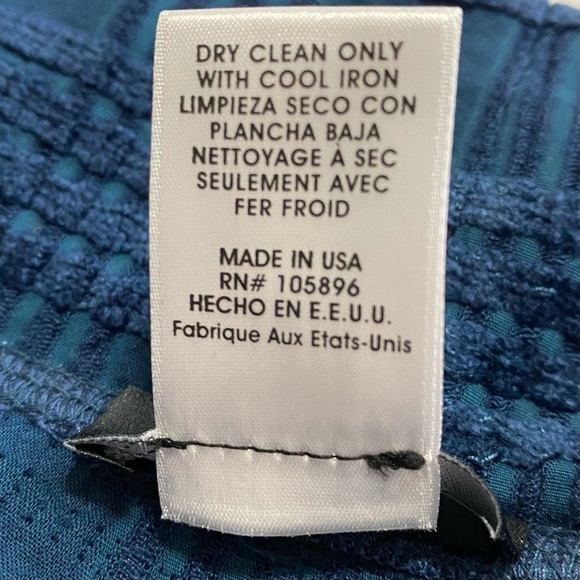 DRY CLEAN ONLY
WITH COOL IRON
LIMPIEZA SECO CON
PLANCHA BAJA
NETTOYAGE À SEC
SEULEMENT AVEC
FER FROID
MADE IN USA
RN# 105896
HECHO EN E.E.U.U.
Fabrique Aux Etats-Unis